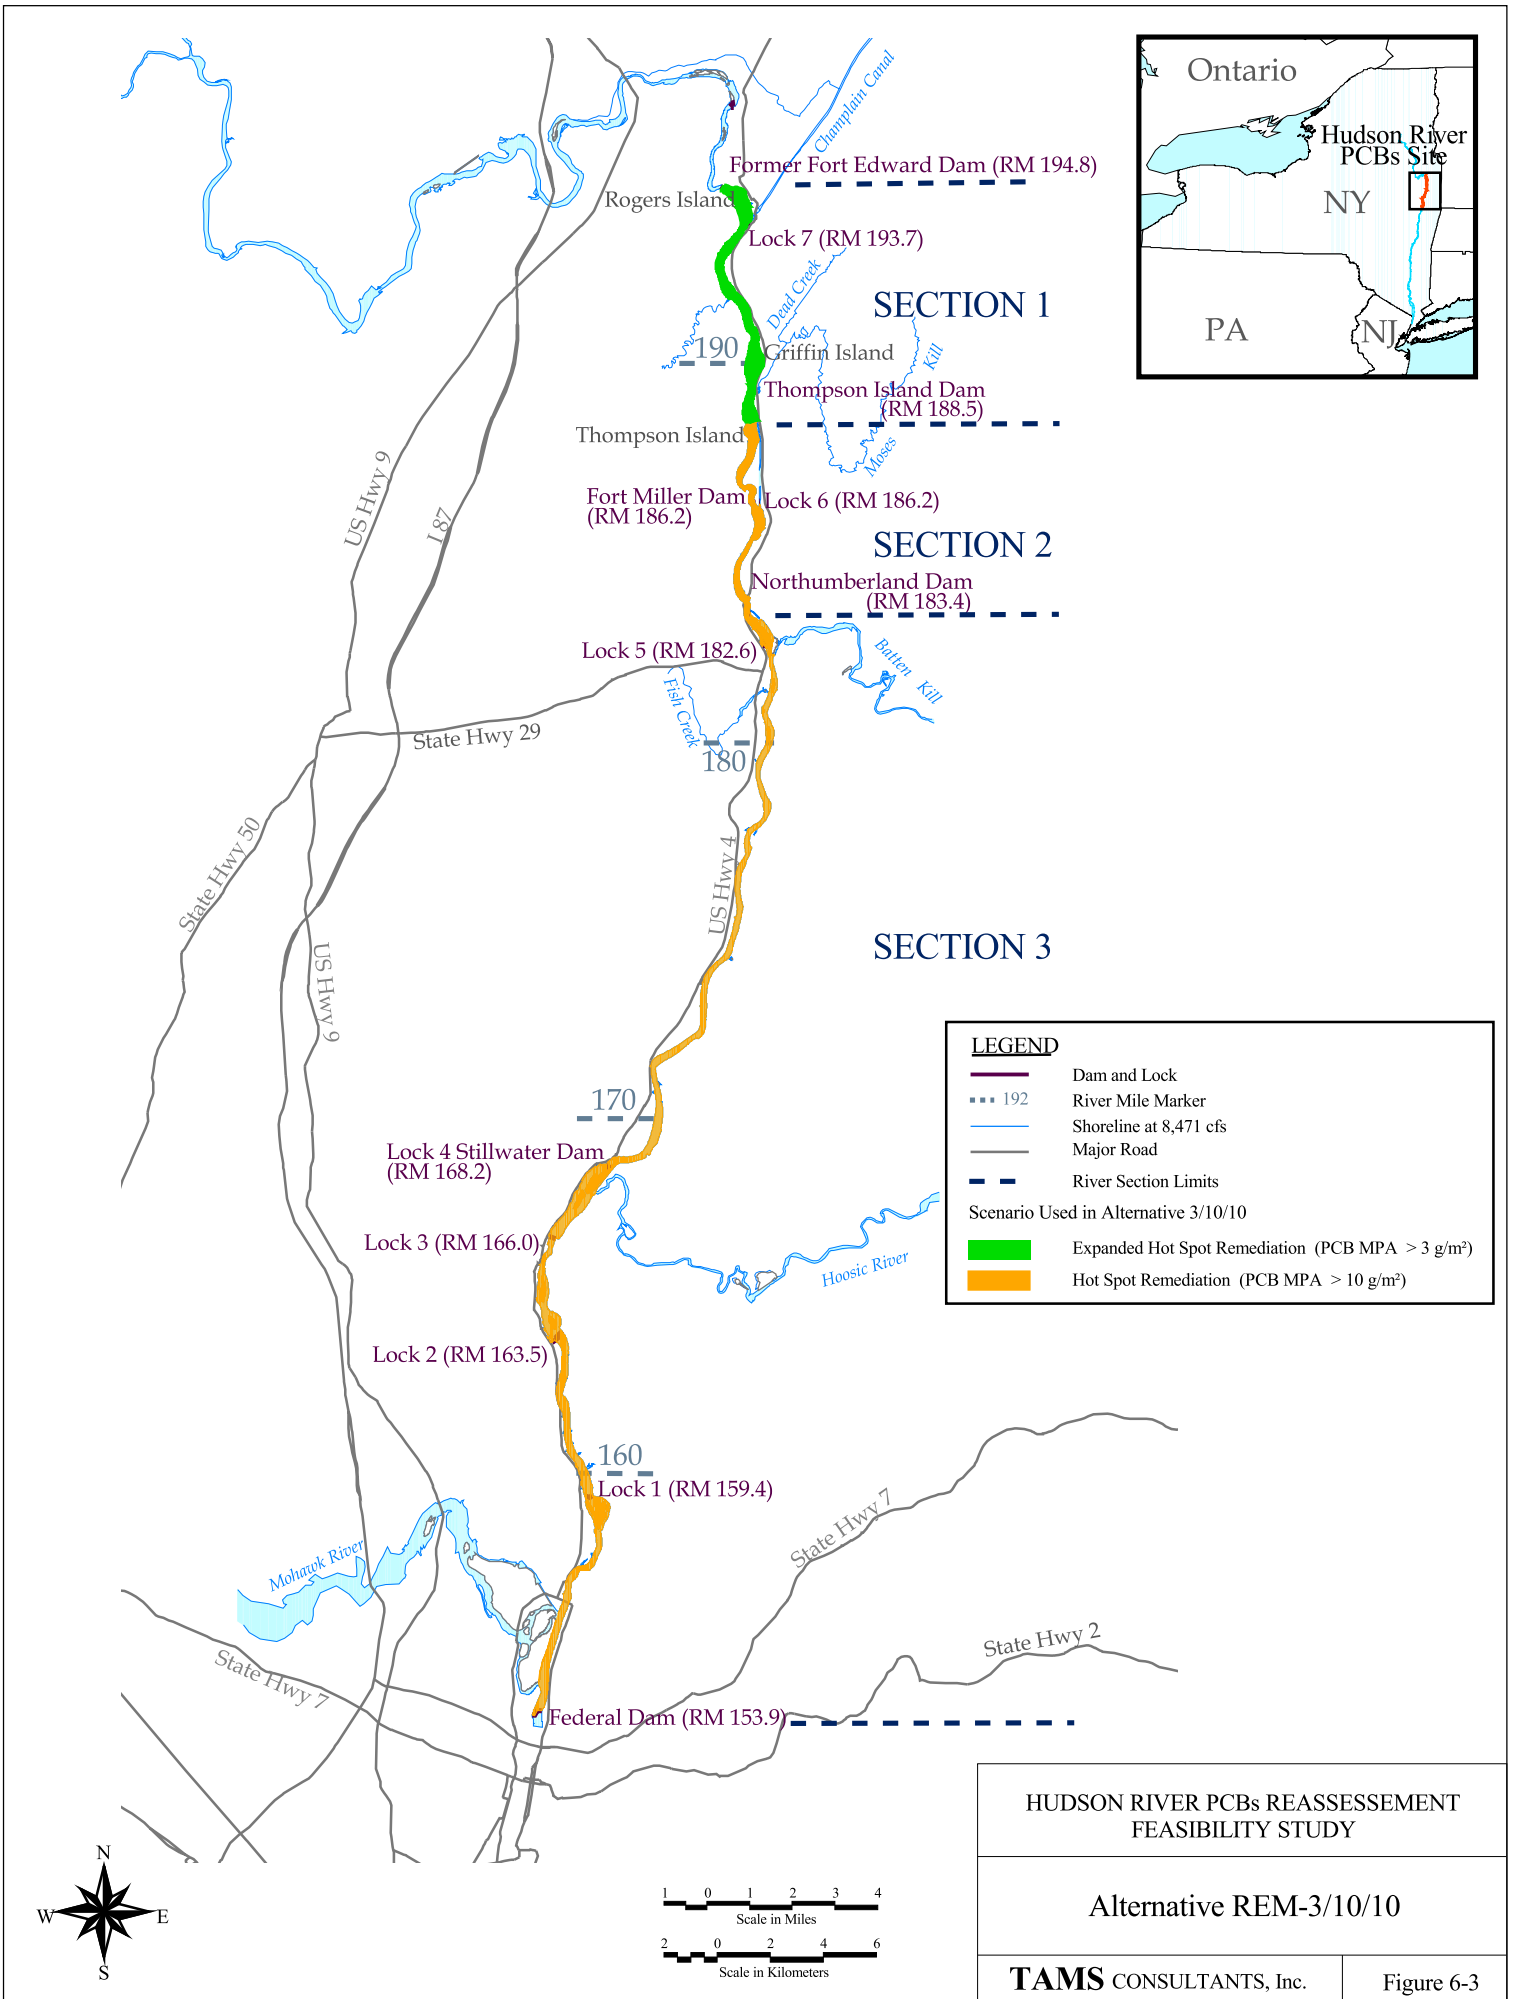 Ontario
Hudson River
PCBs Site
NY
PA
NJ
Champlain Canal
Former Fort Edward Dam (RM 194.8)
Rogers Island
Lock 7 (RM 193.7)
Dead Creek
SECTION 1
190
Griffin Island
Kill
Thompson Island Dam
(RM 188.5)
Thompson Island
Moses
US Hwy 9
I 87
Fort Miller Dam
(RM 186.2)
Lock 6 (RM 186.2)
SECTION 2
Northumberland Dam
(RM 183.4)
Lock 5 (RM 182.6)
Batten Kill
Fish Creek
State Hwy 29
180
State Hwy 50
US Hwy 4
US Hwy 9
SECTION 3
170
Lock 4 Stillwater Dam
(RM 168.2)
Lock 3 (RM 166.0)
Hoosic River
Lock 2 (RM 163.5)
160
Lock 1 (RM 159.4)
State Hwy 7
Mohawk River
State Hwy 7
State Hwy 2
Federal Dam (RM 153.9)
LEGEND
Dam and Lock
192 River Mile Marker
Shoreline at 8,471 cfs
Major Road
River Section Limits
Scenario Used in Alternative 3/10/10
Expanded Hot Spot Remediation (PCB MPA > 3 g/m²)
Hot Spot Remediation (PCB MPA > 10 g/m²)
N
W E
S
1 0 1 2 3 4
Scale in Miles
2 0 2 4 6
Scale in Kilometers
HUDSON RIVER PCBs REASSESSEMENT
FEASIBILITY STUDY
Alternative REM-3/10/10
TAMS CONSULTANTS, Inc.
Figure 6-3